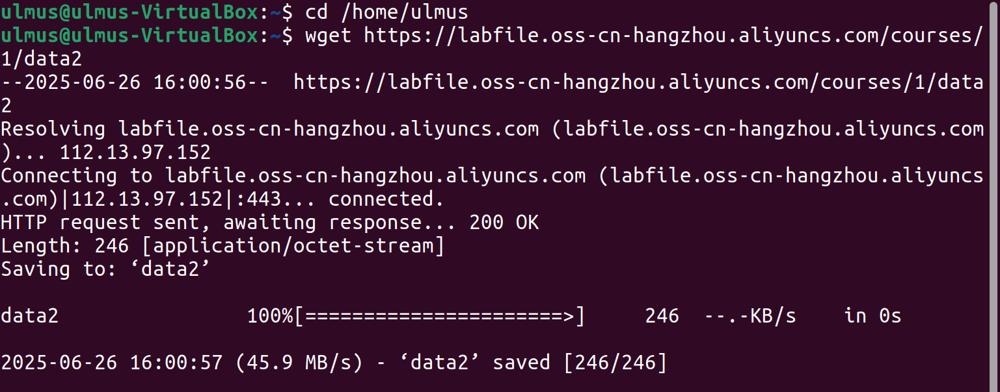 ulmus@ulmus-VirtualBox:~$ cd /home/ulmus
ulmus@ulmus-VirtualBox:~$ wget https://labfile.oss-cn-hangzhou.aliyuncs.com/courses/
1/data2
--2025-06-26 16:00:56--  https://labfile.oss-cn-hangzhou.aliyuncs.com/courses/1/data
2
Resolving labfile.oss-cn-hangzhou.aliyuncs.com (labfile.oss-cn-hangzhou.aliyuncs.com
)... 112.13.97.152
Connecting to labfile.oss-cn-hangzhou.aliyuncs.com (labfile.oss-cn-hangzhou.aliyuncs
.com)|112.13.97.152|:443... connected.
HTTP request sent, awaiting response... 200 OK
Length: 246 [application/octet-stream]
Saving to: ‘data2’
data2                100%[======================>]     246  --.-KB/s    in 0s
2025-06-26 16:00:57 (45.9 MB/s) - ‘data2’ saved [246/246]